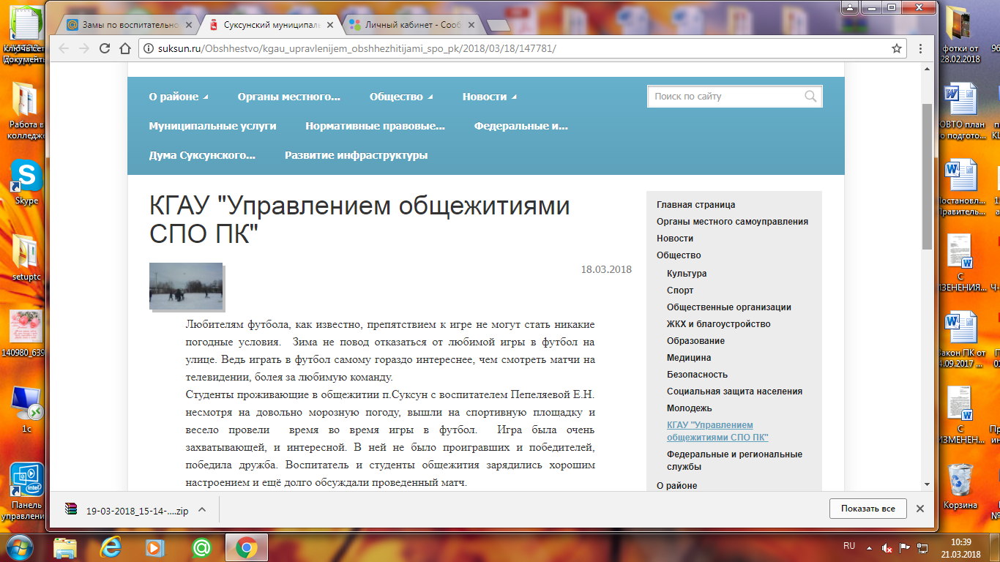 Замы по воспитательно
Суксунский муниципаль
Личный кабинет - Сооб
suksun.ru/Obshhestvo/kgau_upravlenijem_obshhezhitijami_spo_pk/2018/03/18/147781/
О районе
Органы местного...
Общество
Новости
Поиск по сайту
Муниципальные услуги
Нормативные правовые...
Федеральные и...
Дума Суксунского...
Развитие инфраструктуры
КГАУ "Управлением общежитиями
СПО ПК"
18.03.2018
Любителям футбола, как известно, препятствием к игре не могут стать никакие
погодные условия. Зима не повод отказаться от любимой игры в футбол на
улице. Ведь играть в футбол самому гораздо интереснее, чем смотреть матчи на
телевидении, болея за любимую команду.
Студенты проживающие в общежитии п.Суксун с воспитателем Пепеляевой Е.Н.
несмотря на довольно морозную погоду, вышли на спортивную площадку и
весело провели время во время игры в футбол. Игра была очень
захватывающей, и интересной. В ней не было проигравших и победителей,
победила дружба. Воспитатель и студенты общежития зарядились хорошим
настроением и ещё долго обсуждали проведенный матч.
Главная страница
Органы местного самоуправления
Новости
Общество
Культура
Спорт
Общественные организации
ЖКХ и благоустройство
Образование
Медицина
Безопасность
Социальная защита населения
Молодежь
КГАУ "Управлением
общежитиями СПО ПК"
Федеральные и региональные
службы
О районе
19-03-2018_15-14-....zip
Показать все
Документы
Работа в
колледже
Skype
setuptc
140980_639
1c
Панель
управлени
фотки от
28.02.2018
ЮВТО план
о подгото...
Постановл...
Правитель...
С
ИЗМЕНЕНИЯ...
Закон ПК от
4.09.2017 ...
С
ИЗМЕНЕН...
Корзина
RU
10:39
21.03.2018